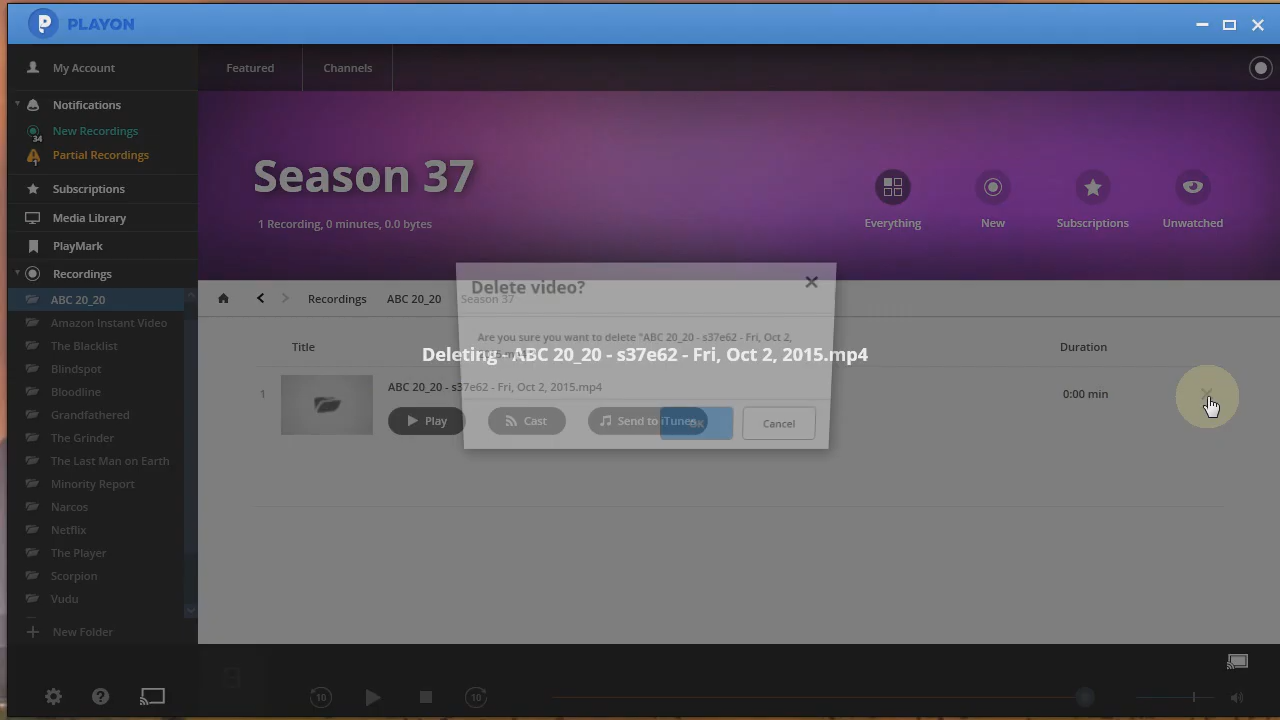 PLAYON
My Account
Featured
Channels
Notifications
34
New Recordings
1
Partial Recordings
Subscriptions
Media Library
PlayMark
Recordings
ABC 20_20
Amazon Instant Video
The Blacklist
Blindspot
Bloodline
Grandfathered
The Grinder
The Last Man on Earth
Minority Report
Narcos
Netflix
The Player
Scorpion
Vudu
New Folder
Season 37
1 Recording, 0 minutes, 0.0 bytes
Everything
New
Subscriptions
Unwatched
Recordings
ABC 20_20
Season 37
Title
Duration
1
ABC 20_20 - s37e62 - Fri, Oct 2, 2015.mp4
0:00 min
Play
Cast
Send to iTunes
Delete video?
Are you sure you want to delete "ABC 20_20 - s37e62 - Fri, Oct 2,
OK
Cancel
Deleting - ABC 20_20 - s37e62 - Fri, Oct 2, 2015.mp4
10
10